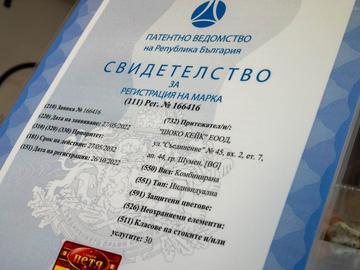 ПАТЕНТНО ВЕДОМСТВО
на Република България
СВИДЕТЕЛСТВО
ЗА
РЕГИСТРАЦИЯ НА МАРКА
(111) Рег. № 166416
(210) Заявка № 166416
(220) Дата на заявяване: 27/05/2022
(310) (320) (330) Приоритет:
(180) Срок на действие: 27/05/2032
(151) Дата на регистрация: 26/10/2022
(732) Притежател/и:
"ШОКО КЕЙК" ЕООД,
ул."Съединение" № 45, вх. 2, ет. 7,
ап. 44, гр. Шумен, [BG]
(550) Вид: Комбинирана
(551) Тип: Индивидуална
(591) Защитени цветове:
(526) Неохраняеми елементи:
(511) Класове на стоките и/или
услугите: 30
петя